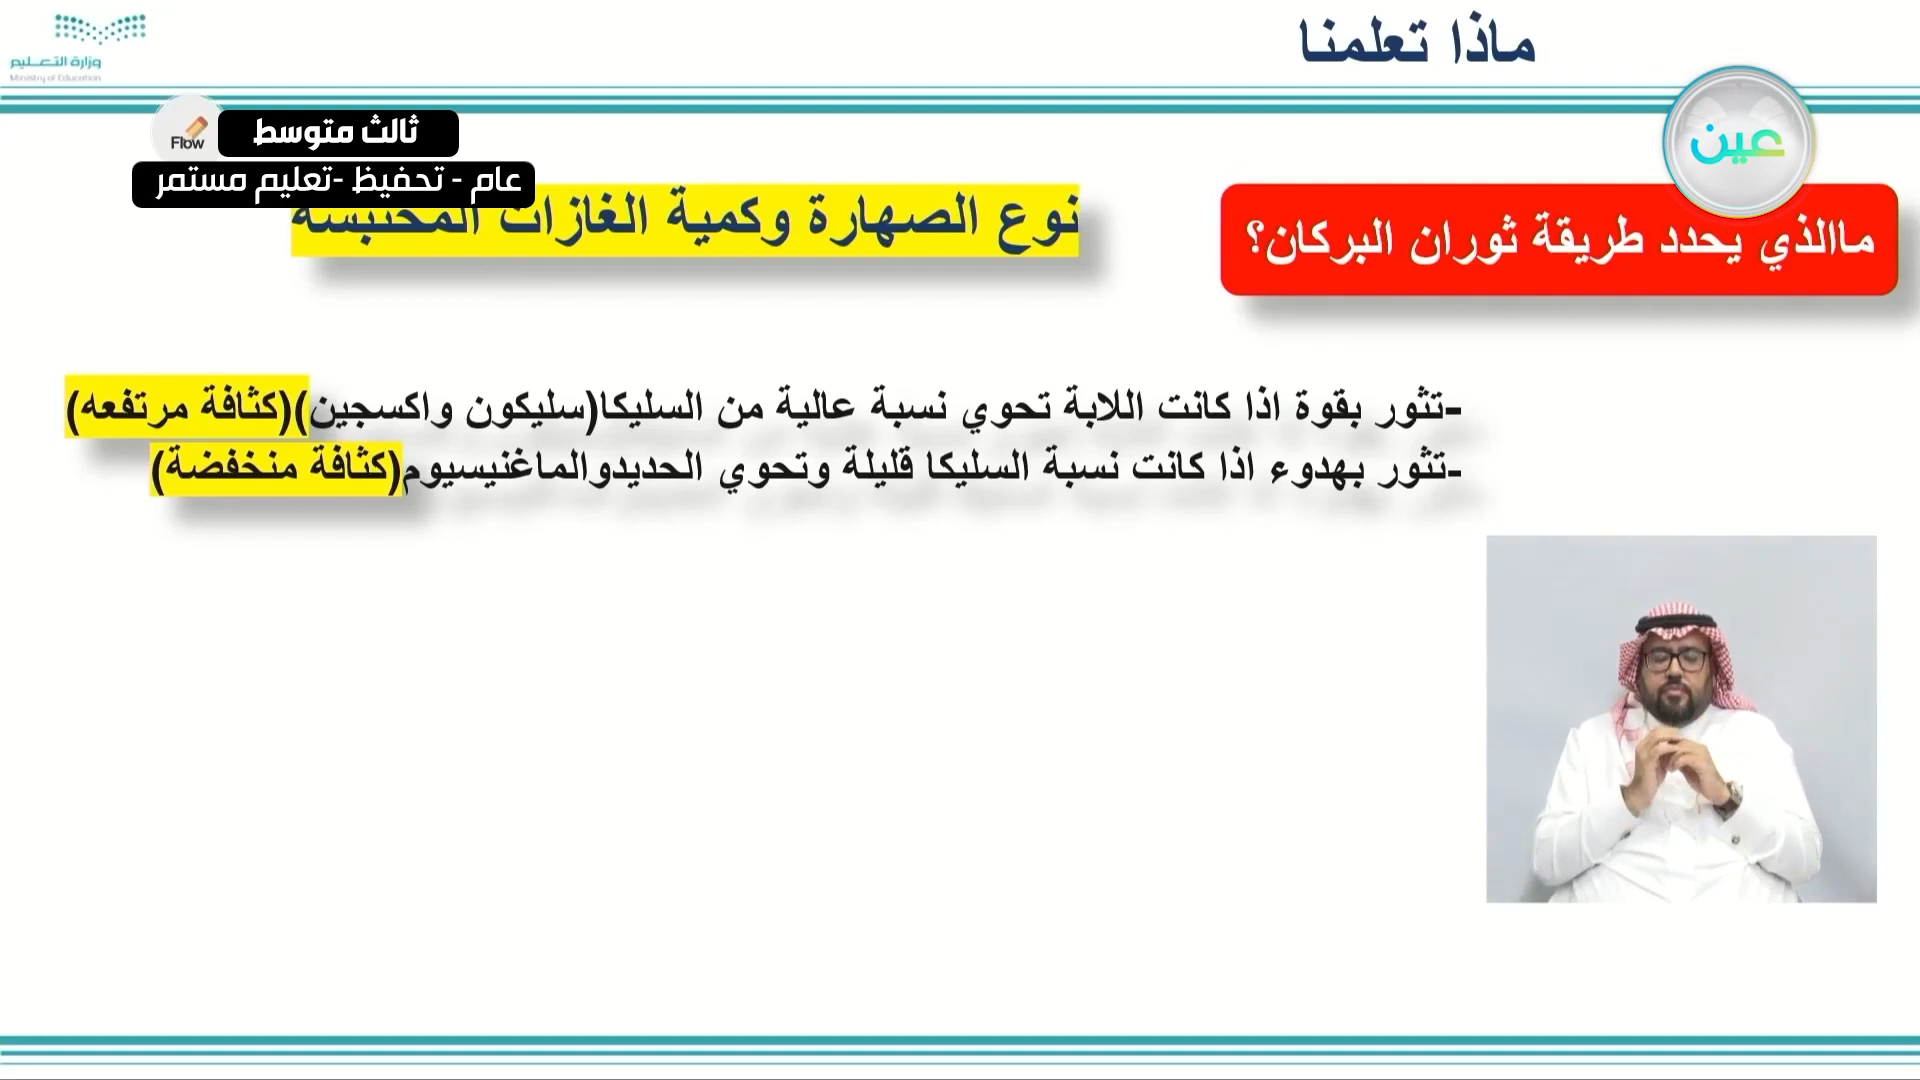 ماذا تعلمنا
وزارة التعـــليم
Ministry of Education
عين
Flow
ثالث متوسط
عام - تحفيظ -تعليم مستمر
ماالذي يحدد طريقة ثوران البركان؟
نوع الصهارة وكمية الغازات المحتبسة
-تثور بقوة اذا كانت اللابة تحوي نسبة عالية من السليكا(سليكون واكسجين)(كثافة مرتفعه)
-تثور بهدوء اذا كانت نسبة السليكا قليلة وتحوي الحديدوالماغنيسيوم(كثافة منخفضة)